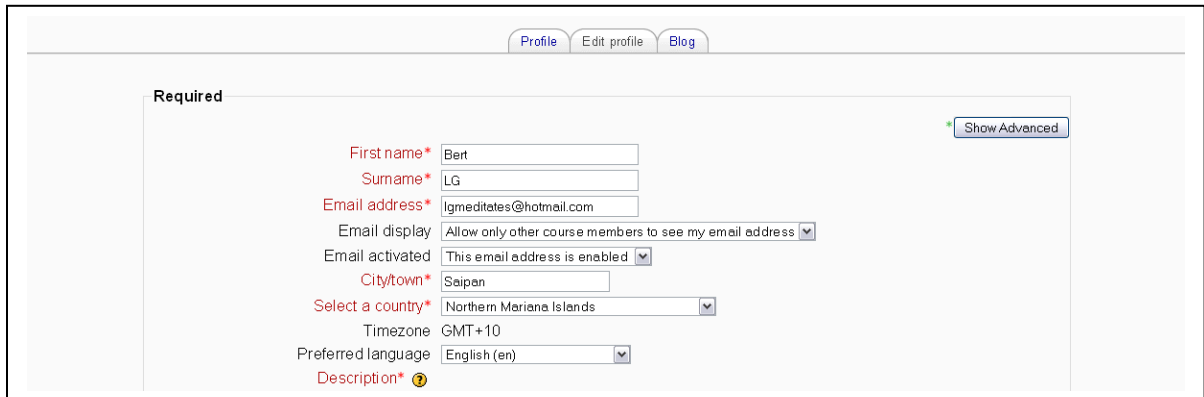 Profile Edit profile Blog
Required
* Show Advanced
First name* Bert
Surname* LG
Email address* lgmeditates@hotmail.com
Email display Allow only other course members to see my email address
Email activated This email address is enabled
City/town* Saipan
Select a country* Northern Mariana Islands
Timezone GMT+10
Preferred language English (en)
Description* ?